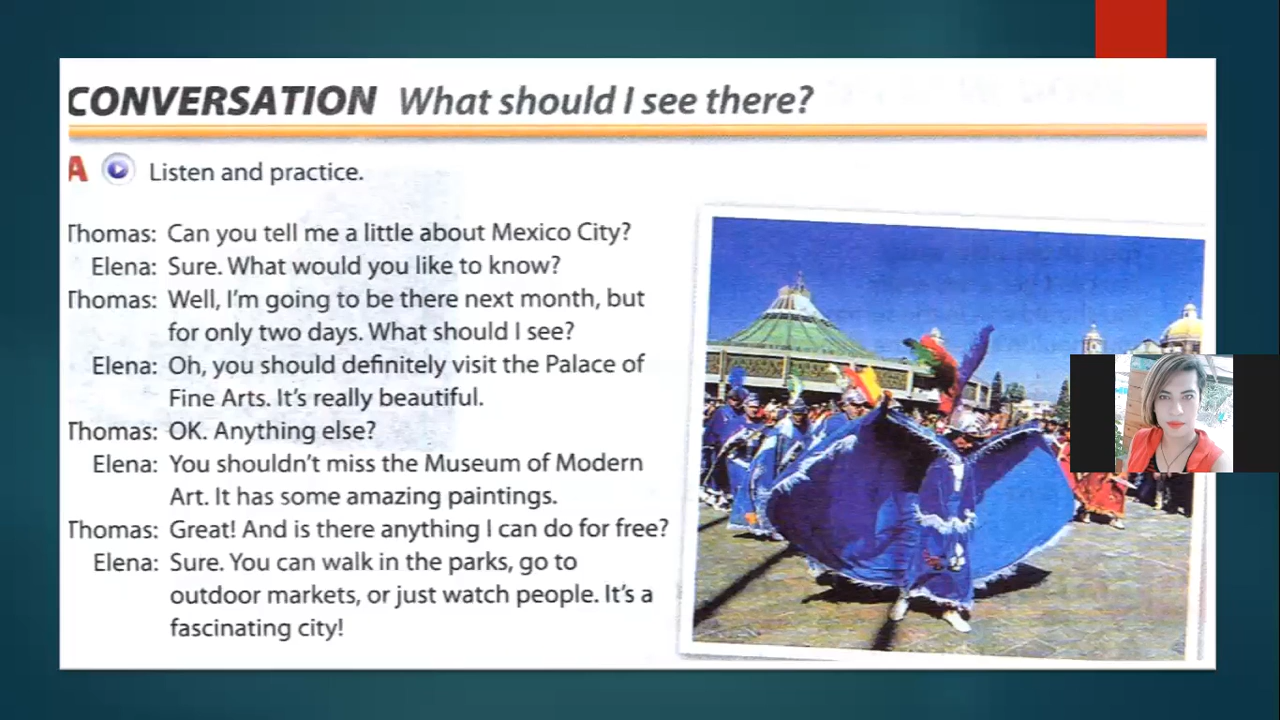 CONVERSATION What should I see there?
A Listen and practice.
Thomas: Can you tell me a little about Mexico City?
Elena: Sure. What would you like to know?
Thomas: Well, I'm going to be there next month, but
for only two days. What should I see?
Elena: Oh, you should definitely visit the Palace of
Fine Arts. It's really beautiful.
Thomas: OK. Anything else?
Elena: You shouldn't miss the Museum of Modern
Art. It has some amazing paintings.
Thomas: Great! And is there anything I can do for free?
Elena: Sure. You can walk in the parks, go to
outdoor markets, or just watch people. It's a
fascinating city!